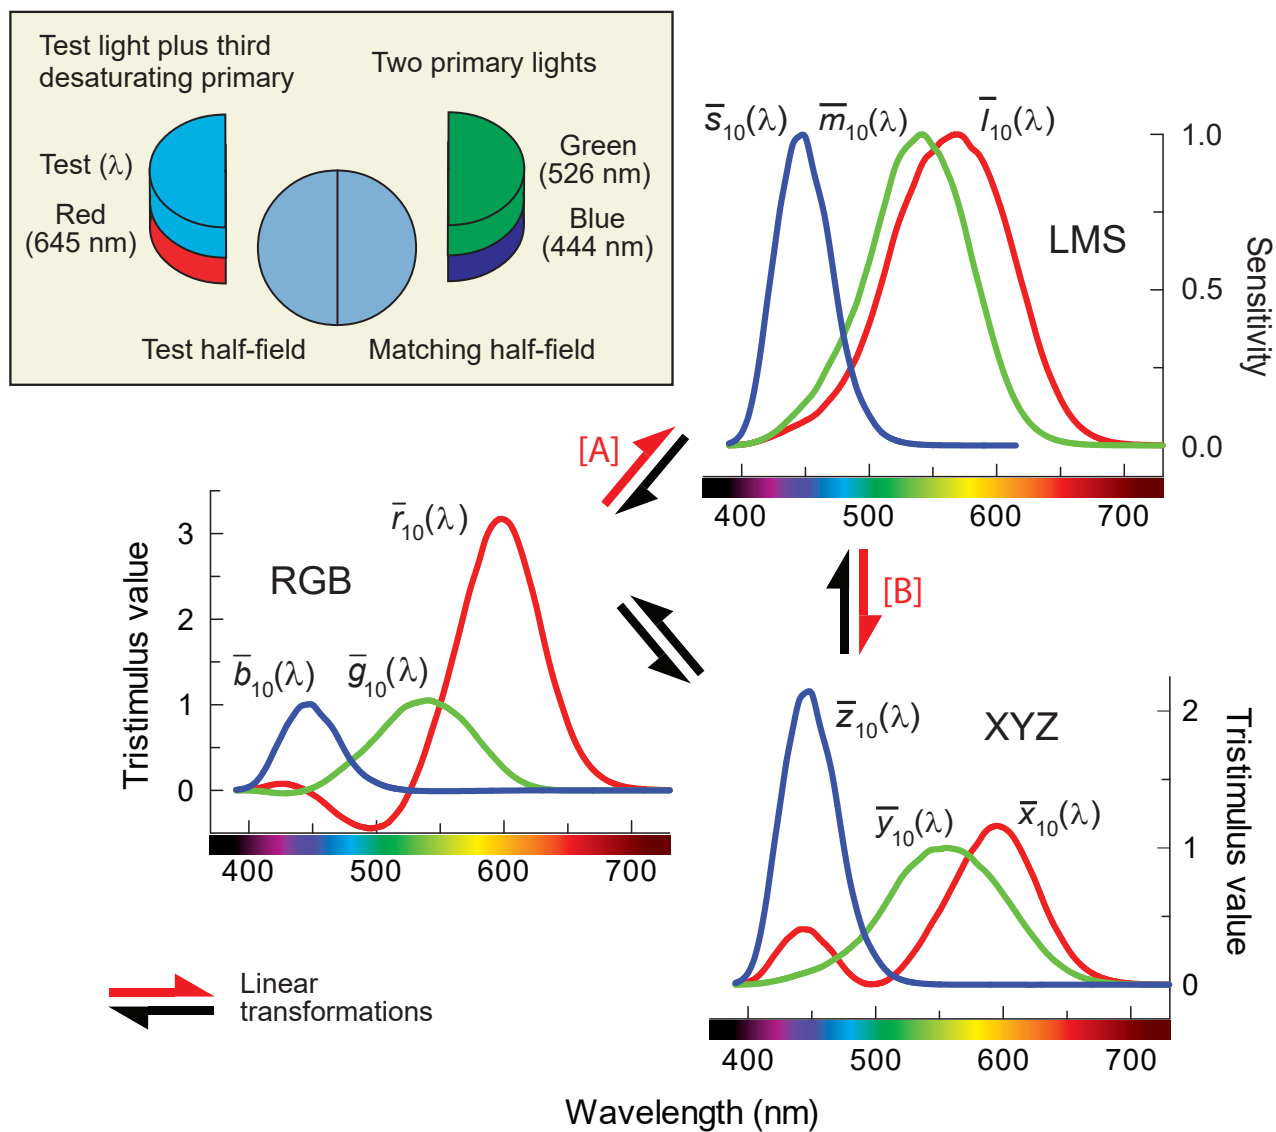 Test light plus third
desaturating primary
Two primary lights
Test (λ)
Red
(645 nm)
Green
(526 nm)
Blue
(444 nm)
Test half-field
Matching half-field
s̅₁₀(λ)
m̅₁₀(λ)
l̅₁₀(λ)
LMS
1.0
0.5
0.0
Sensitivity
400
500
600
700
[A]
r̅₁₀(λ)
RGB
b̅₁₀(λ)
g̅₁₀(λ)
3
2
1
0
Tristimulus value
400
500
600
700
[B]
z̅₁₀(λ)
XYZ
y̅₁₀(λ)
x̅₁₀(λ)
2
1
0
Tristimulus value
400
500
600
700
Linear
transformations
Wavelength (nm)